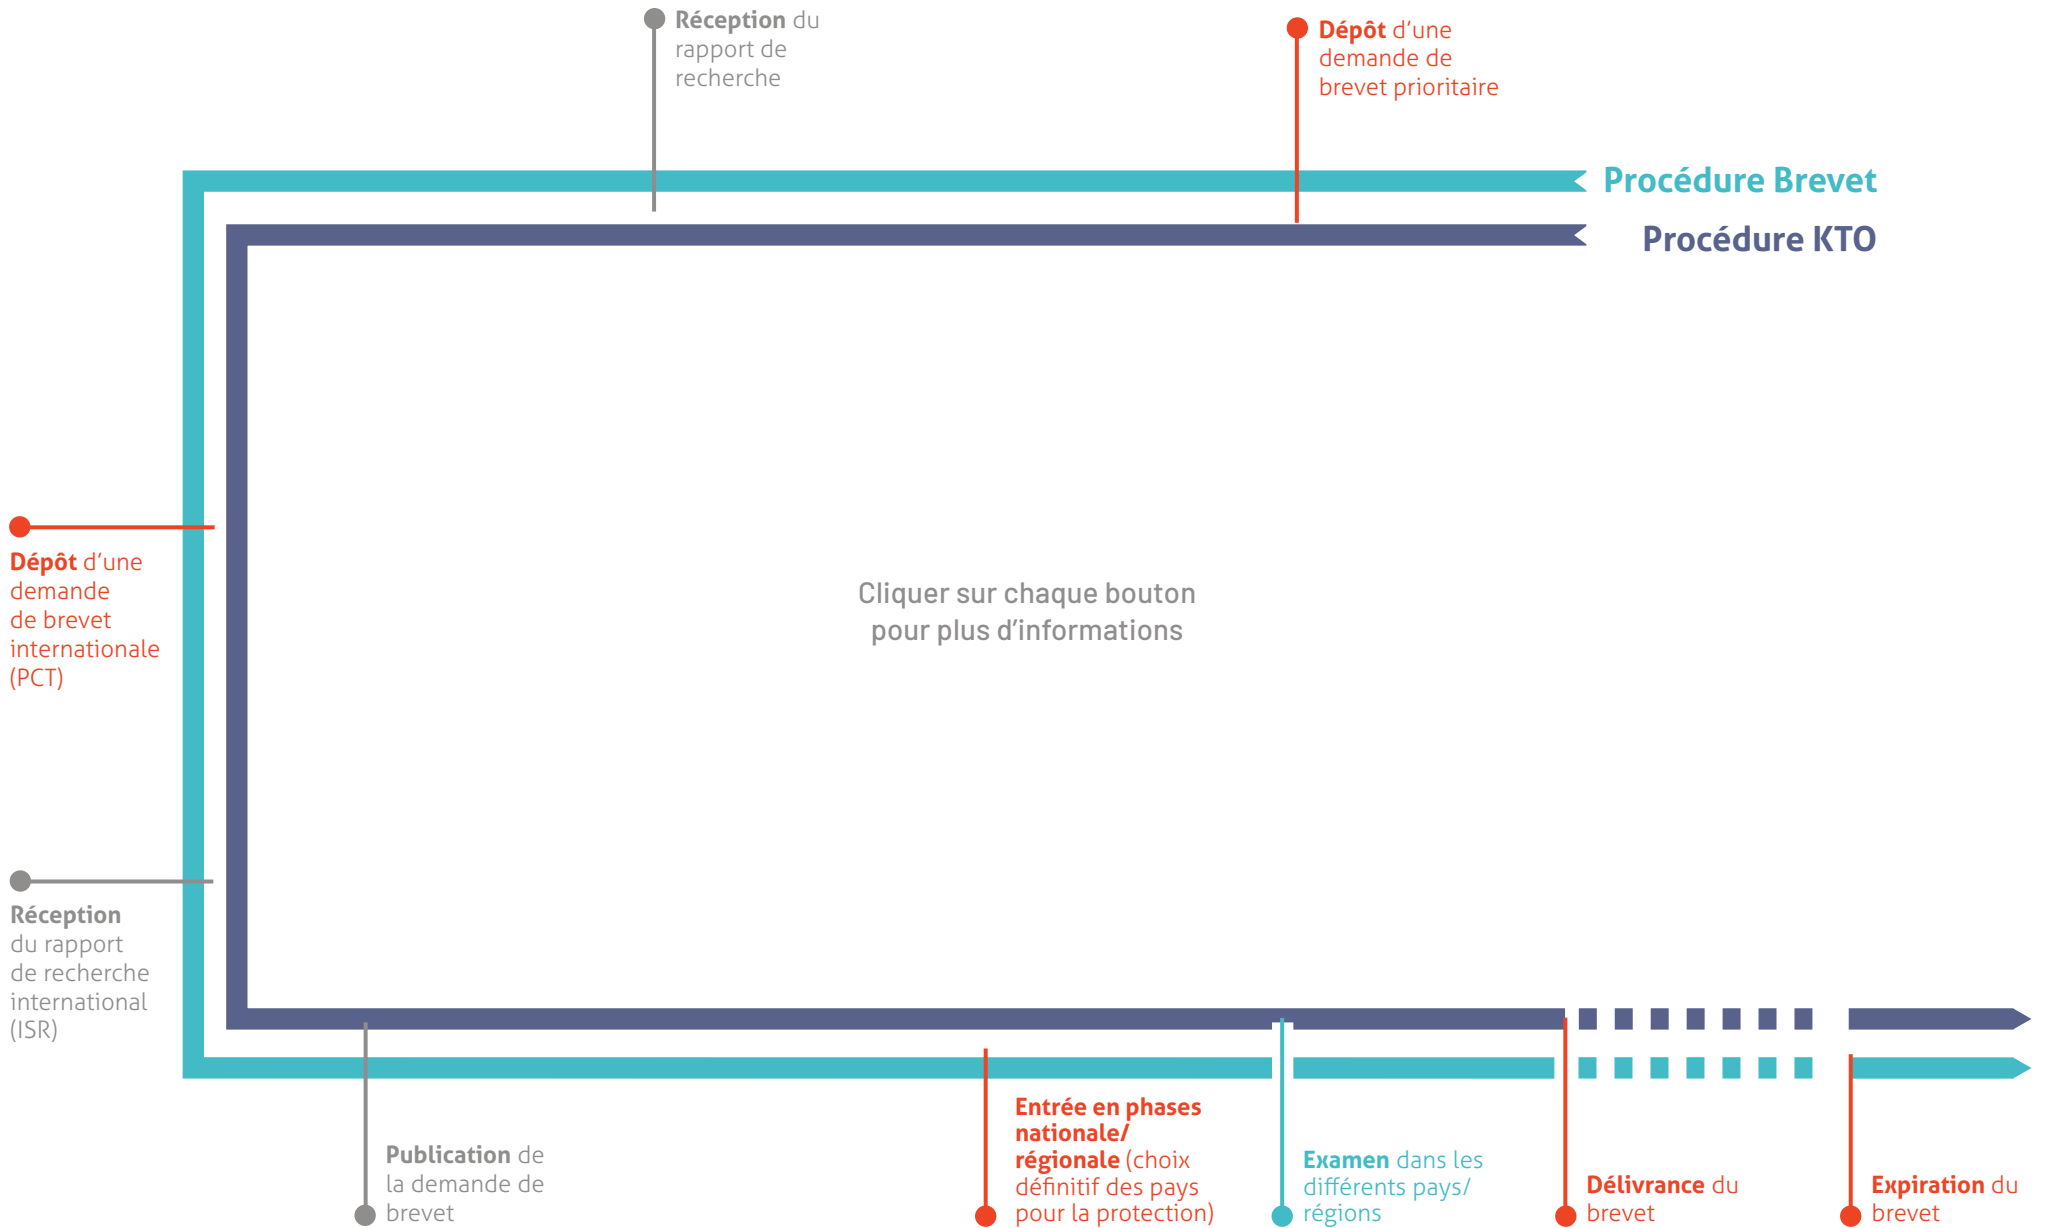 Réception du
rapport de
recherche
Dépôt d’une
demande de
brevet prioritaire
Procédure Brevet
Procédure KTO
Dépôt d’une
demande
de brevet
internationale
(PCT)
Cliquer sur chaque bouton
pour plus d’informations
Réception
du rapport
de recherche
international
(ISR)
Publication de
la demande de
brevet
Entrée en phases
nationale/
régionale (choix
définitif des pays
pour la protection)
Examen dans les
différents pays/
régions
Délivrance du
brevet
Expiration du
brevet